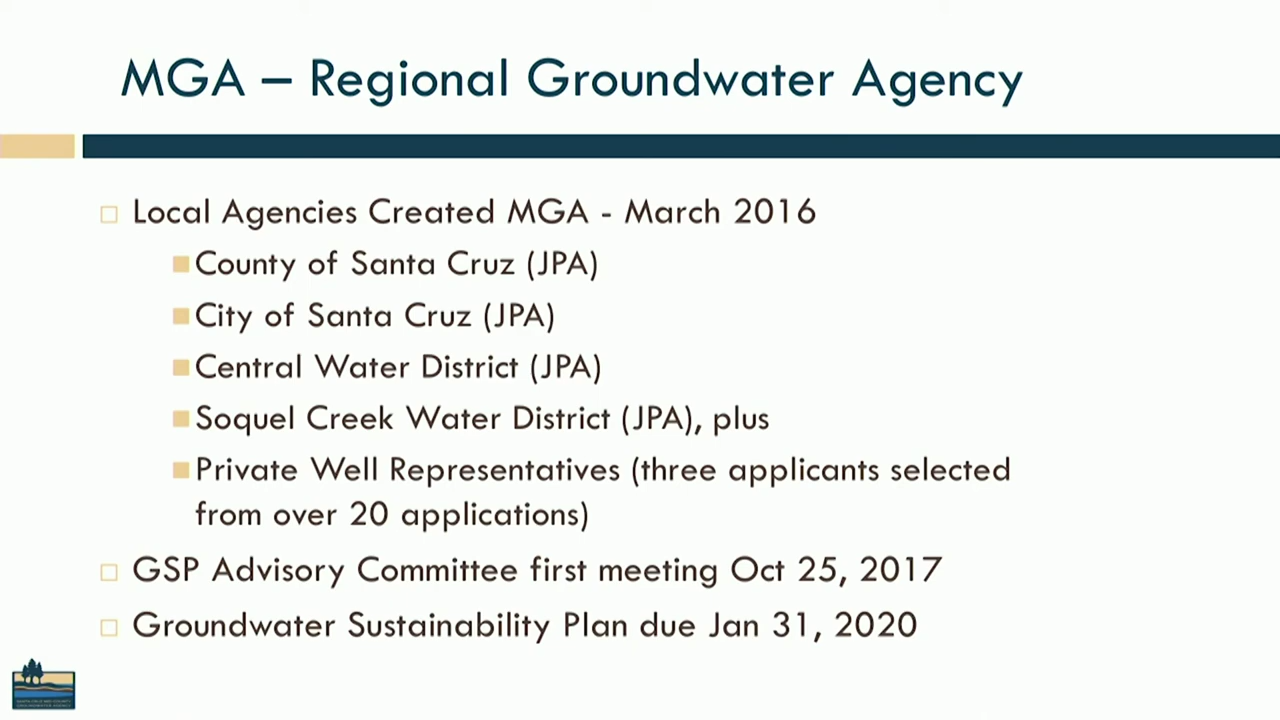 MGA – Regional Groundwater Agency
Local Agencies Created MGA - March 2016
County of Santa Cruz (JPA)
City of Santa Cruz (JPA)
Central Water District (JPA)
Soquel Creek Water District (JPA), plus
Private Well Representatives (three applicants selected
from over 20 applications)
GSP Advisory Committee first meeting Oct 25, 2017
Groundwater Sustainability Plan due Jan 31, 2020